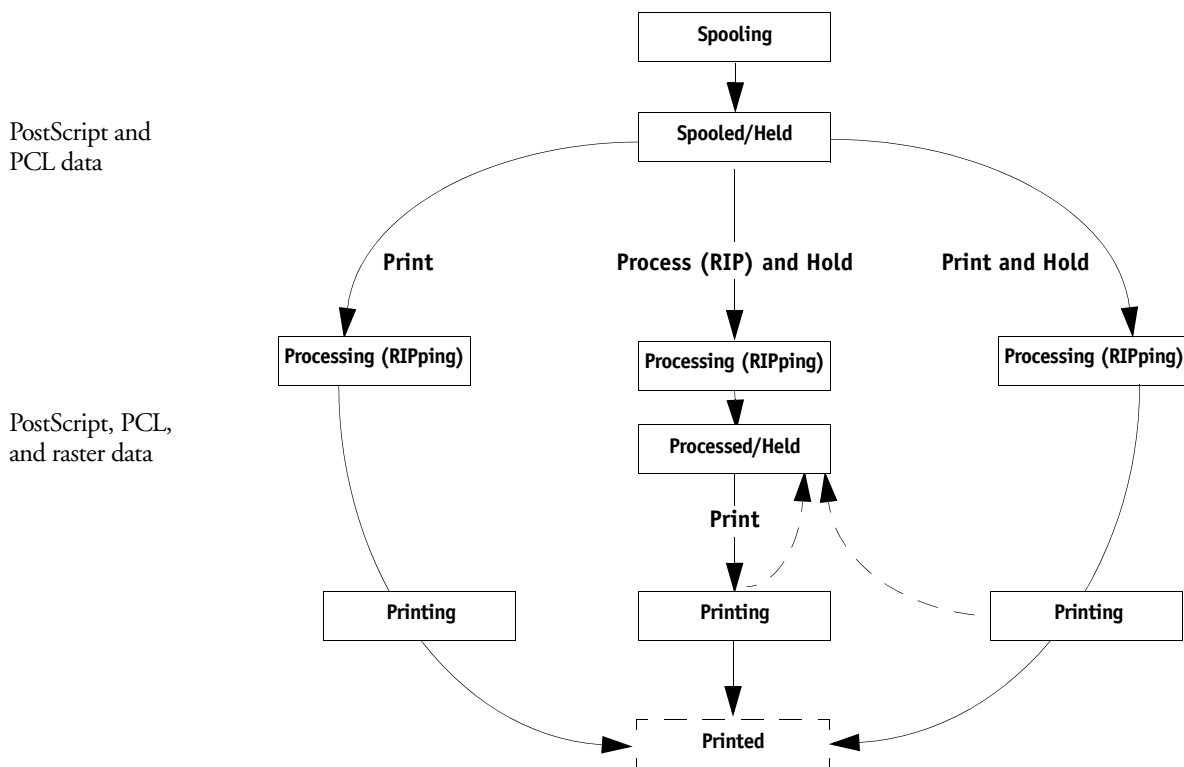 Spooling
PostScript and
PCL data
Spooled/Held
Print
Process (RIP) and Hold
Print and Hold
Processing (RIPping)
Processing (RIPping)
Processing (RIPping)
PostScript, PCL,
and raster data
Processed/Held
Print
Printing
Printing
Printing
Printed